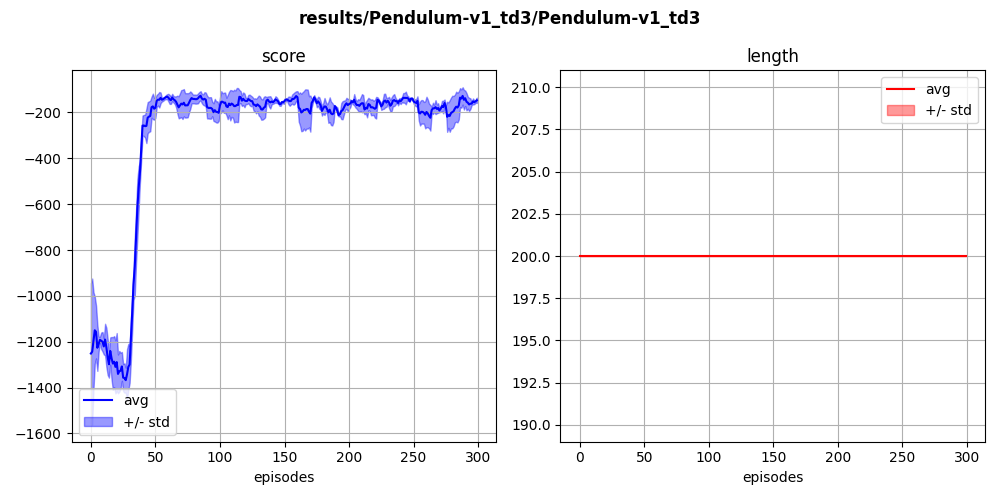 results/Pendulum-v1_td3/Pendulum-v1_td3
score
−200
−400
−600
−800
−1000
−1200
−1400
−1600
avg
+/- std
0 50 100 150 200 250 300
episodes
length
210.0
207.5
205.0
202.5
200.0
197.5
195.0
192.5
190.0
avg
+/- std
0 50 100 150 200 250 300
episodes